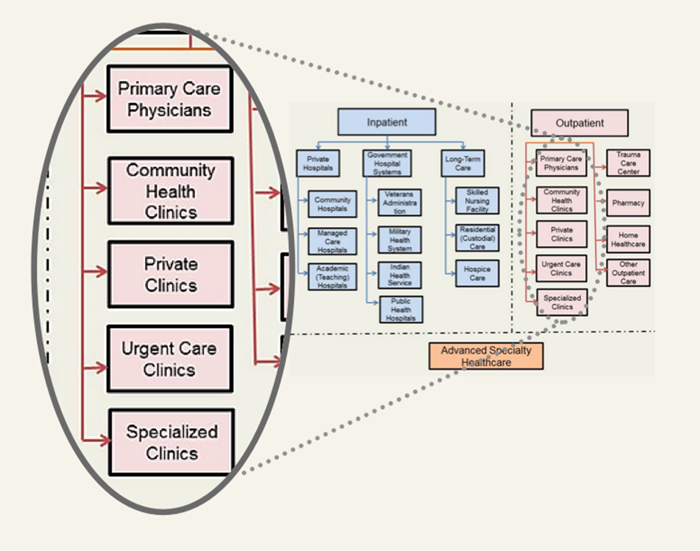 Primary Care
Physicians
Community
Health
Clinics
Private
Clinics
Urgent Care
Clinics
Specialized
Clinics
Inpatient
Private
Hospitals
Community
Hospitals
Managed
Care
Hospitals
Academic
(Teaching)
Hospitals
Government
Hospital
Systems
Veterans
Administra
tion
Military
Health
System
Indian
Health
Service
Public
Health
Hospitals
Long-Term
Care
Skilled
Nursing
Facility
Residential
(Custodial)
Care
Hospice
Care
Outpatient
Primary Care
Physicians
Community
Health
Clinics
Private
Clinics
Urgent Care
Clinics
Specialized
Clinics
Trauma
Care
Center
Pharmacy
Home
Healthcare
Other
Outpatient
Care
Advanced Specialty
Healthcare